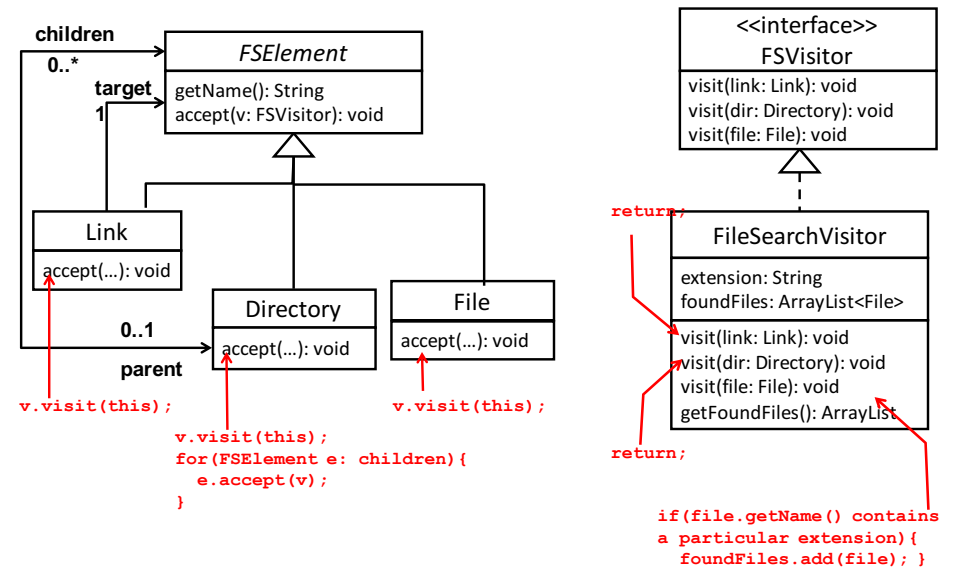 children
0..*
target
1
FSElement
getName(): String
accept(v: FSVisitor): void
Link
accept(...): void
Directory
accept(...): void
File
accept(...): void
0..1
parent
v.visit(this);
v.visit(this);
for(FSElement e: children){
e.accept(v);
}
v.visit(this);
<<interface>>
FSVisitor
visit(link: Link): void
visit(dir: Directory): void
visit(file: File): void
return;
FileSearchVisitor
extension: String
foundFiles: ArrayList<File>
visit(link: Link): void
visit(dir: Directory): void
visit(file: File): void
getFoundFiles(): ArrayList
return;
if(file.getName() contains
a particular extension){
foundFiles.add(file); }